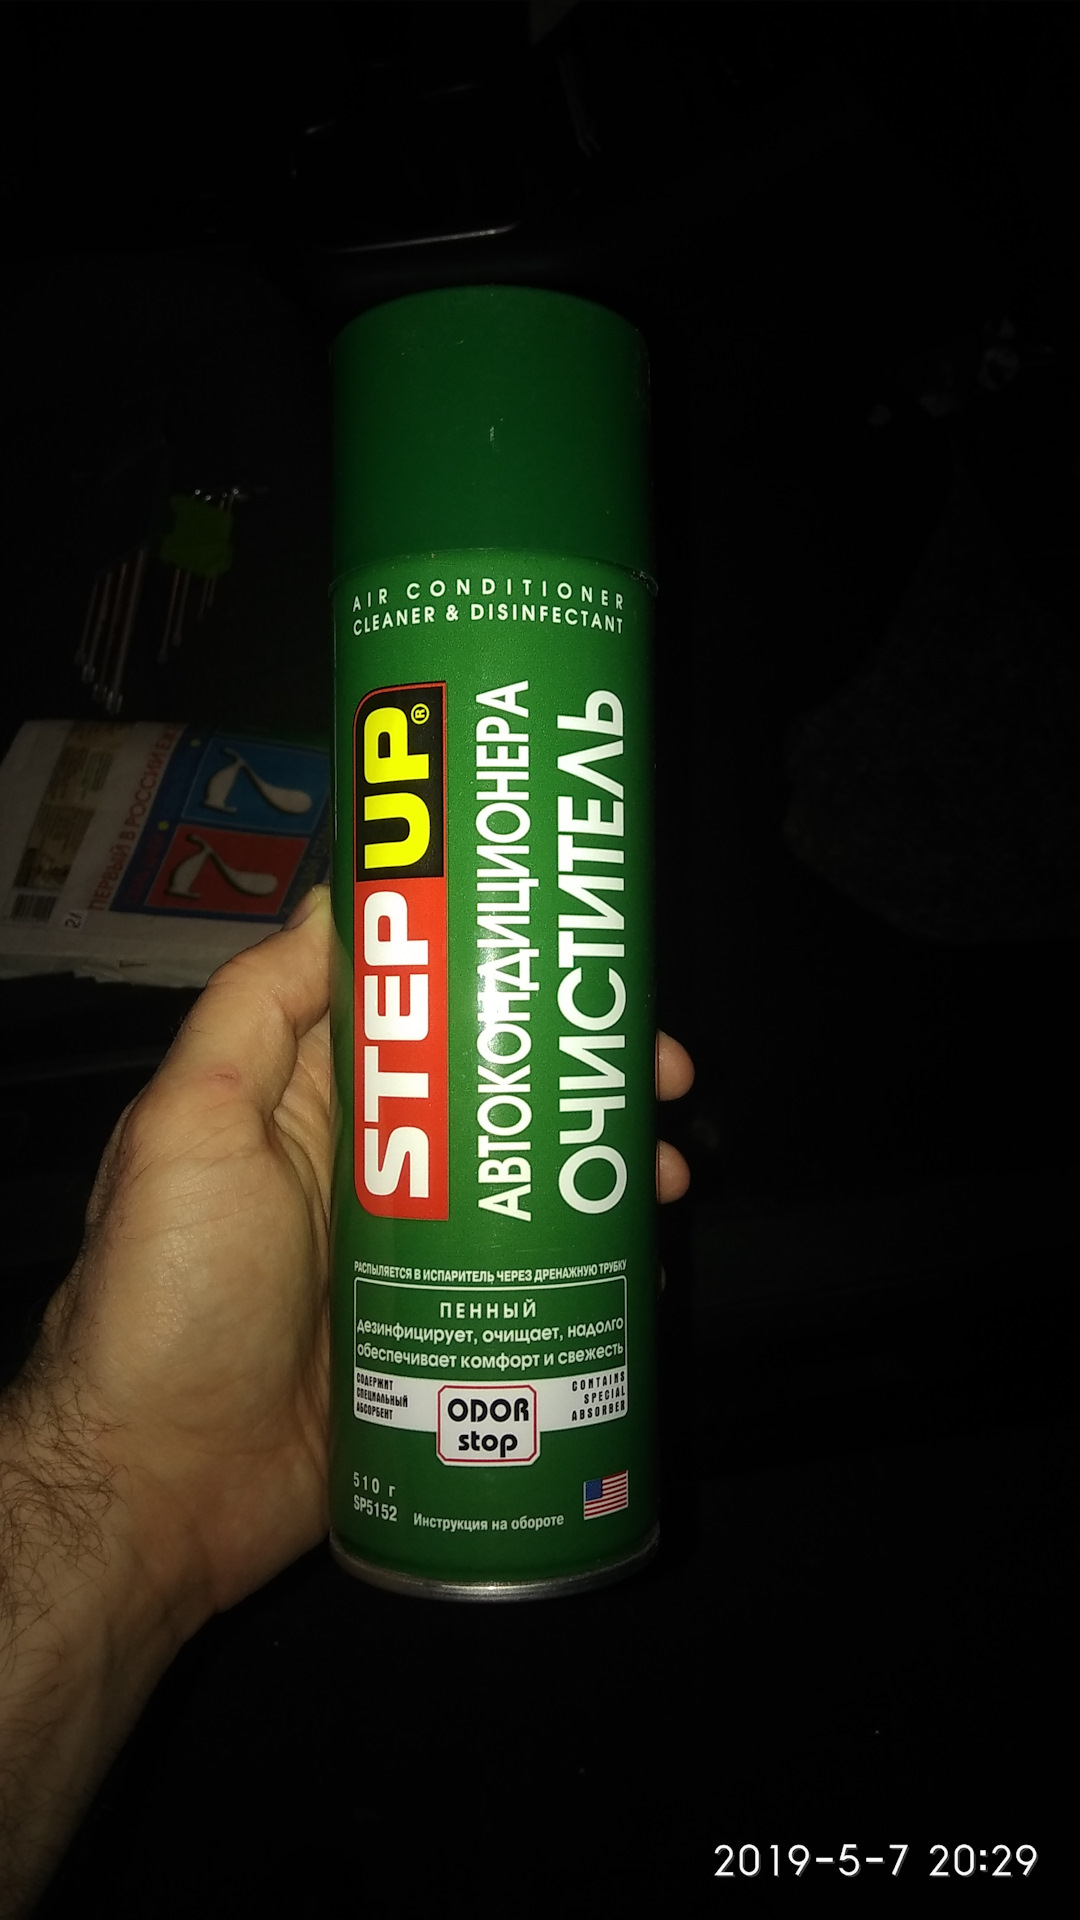 AIR CONDITIONER
CLEANER & DISINFECTANT
STEP UP®
АВТОКОНДИЦИОНЕРА
ОЧИСТИТЕЛЬ
РАСПЫЛЯЕТСЯ В ИСПАРИТЕЛЬ ЧЕРЕЗ ДРЕНАЖНУЮ ТРУБКУ
ПЕННЫЙ
дезинфицирует, очищает, надолго
обеспечивает комфорт и свежесть
СОДЕРЖИТ
СПЕЦИАЛЬНЫЙ
АБСОРБЕНТ
ODOR
stop
CONTAINS
SPECIAL
ABSORBER
510 г
SP5152
Инструкция на обороте
ПЕРВЫЙ В РОССИИ
2019-5-7 20:29